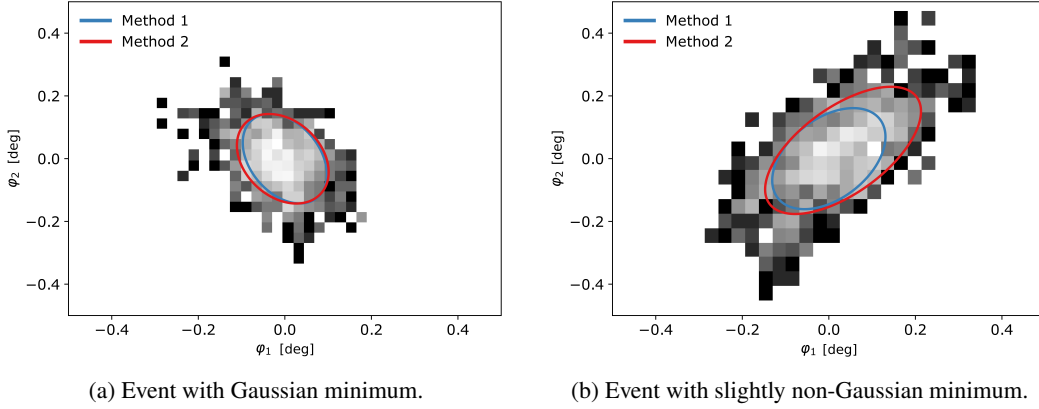 Method 1
Method 2
0.4
0.2
0.0
−0.2
−0.4
φ2 [deg]
−0.4 −0.2 0.0 0.2 0.4
φ1 [deg]
(a) Event with Gaussian minimum.
Method 1
Method 2
0.4
0.2
0.0
−0.2
−0.4
φ2 [deg]
−0.4 −0.2 0.0 0.2 0.4
φ1 [deg]
(b) Event with slightly non-Gaussian minimum.